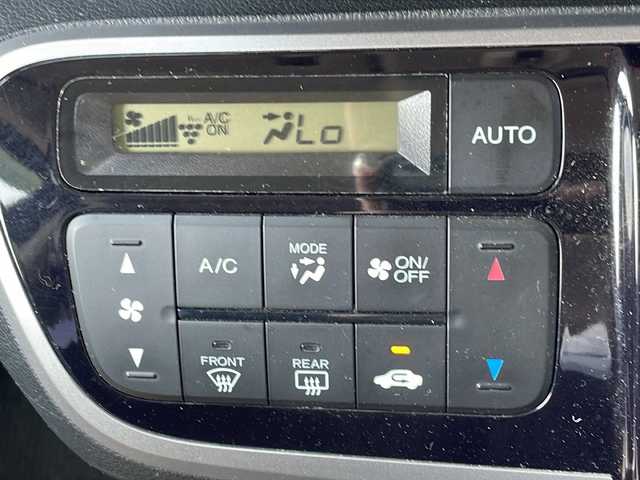 A/C
ON
Lo
AUTO
A/C
MODE
ON/
OFF
FRONT
REAR